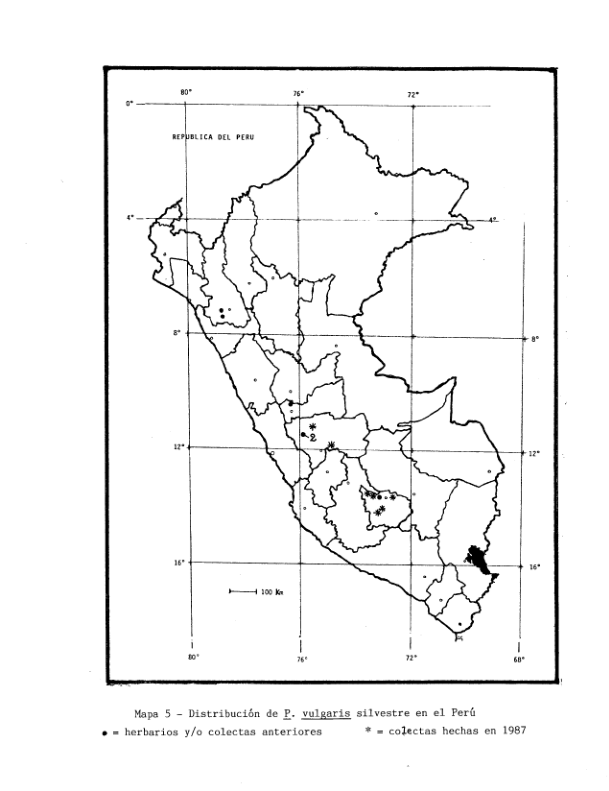 80° 76° 72°
0°
REPUBLICA DEL PERU
4° 4°
8° 8°
2
12° 12°
16° 16°
100 Km
80° 76° 72° 68°
Mapa 5 - Distribución de P. vulgaris silvestre en el Perú
● = herbarios y/o colectas anteriores * = colectas hechas en 1987